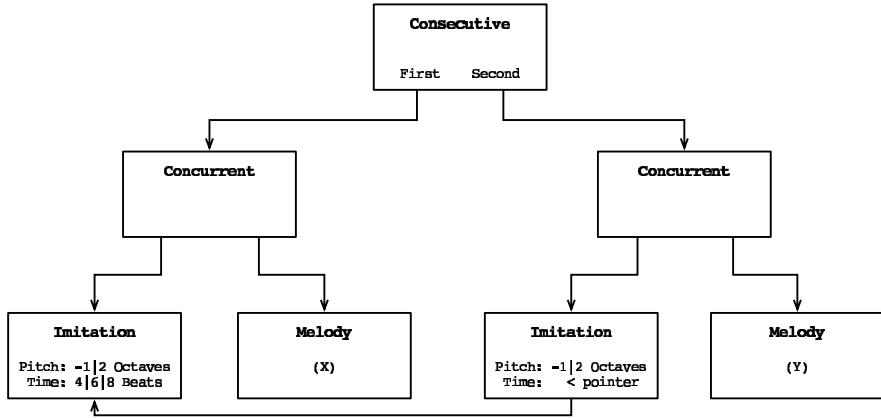 Consecutive
First Second
Concurrent Concurrent
Imitation Melody Imitation Melody
Pitch: -1|2 Octaves (X) Pitch: -1|2 Octaves (Y)
Time: 4|6|8 Beats Time: < pointer